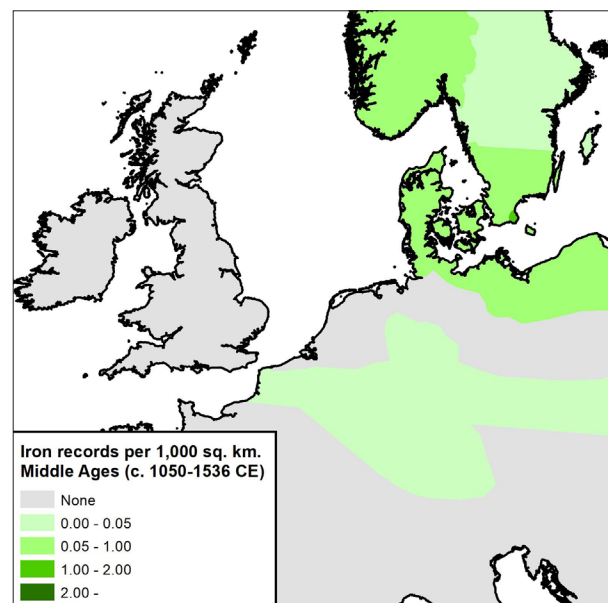 Iron records per 1,000 sq. km.
Middle Ages (c. 1050-1536 CE)
None
0.00 - 0.05
0.05 - 1.00
1.00 - 2.00
2.00 -